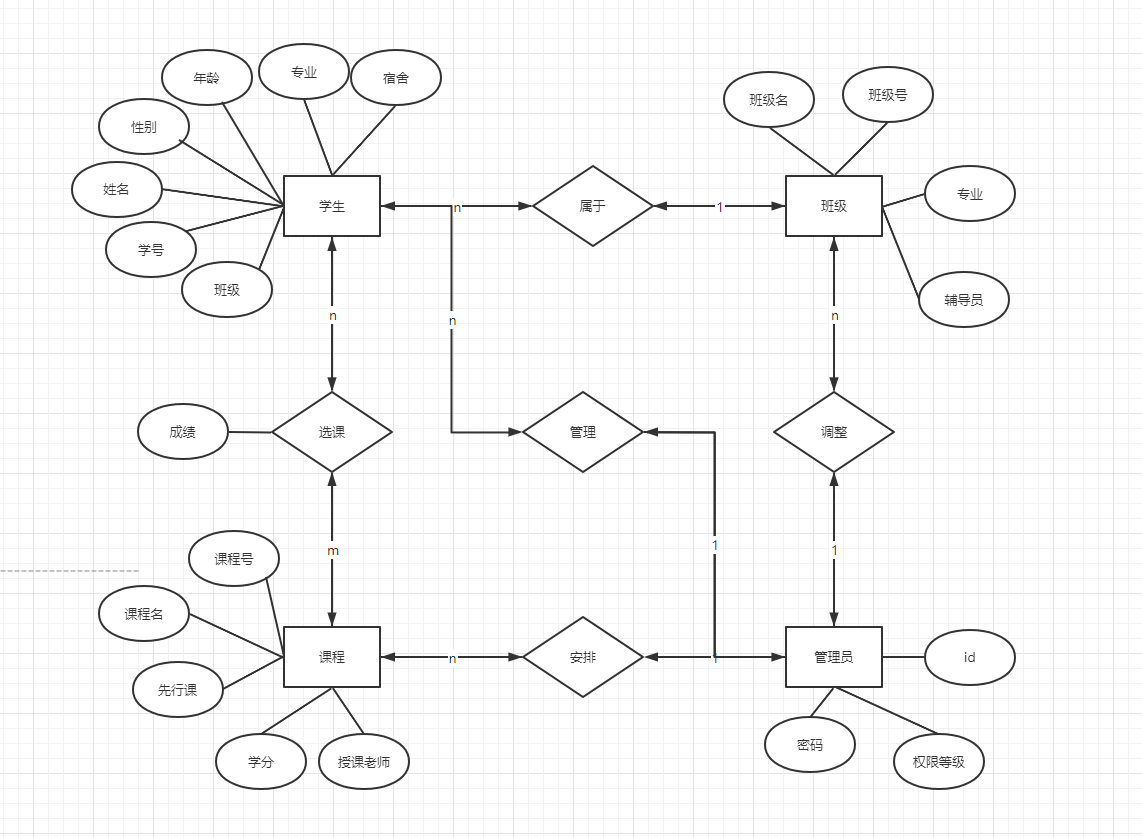 年龄
专业
宿舍
班级名
班级号
性别
姓名
学生
n
属于
1
班级
专业
学号
班级
辅导员
n
n
n
成绩
选课
管理
调整
课程号
m
1
1
课程名
课程
n
安排
1
管理员
id
先行课
学分
授课老师
密码
权限等级